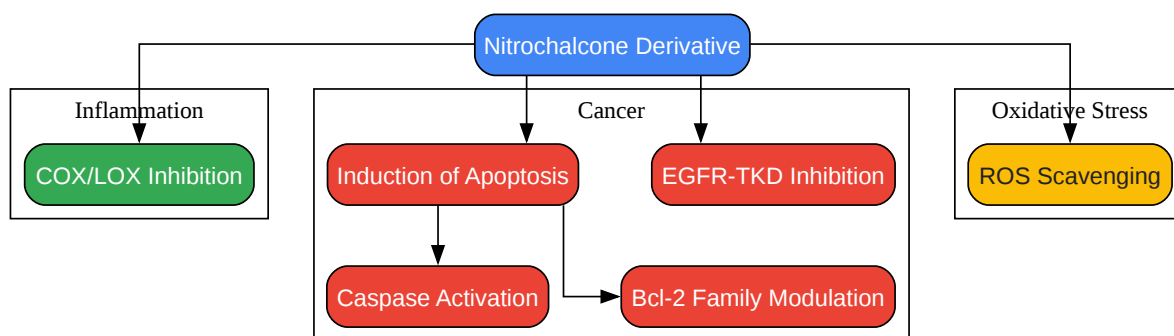 Nitrochalcone Derivative
Inflammation
Cancer
Oxidative Stress
COX/LOX Inhibition
Induction of Apoptosis
EGFR-TKD Inhibition
ROS Scavenging
Caspase Activation
Bcl-2 Family Modulation